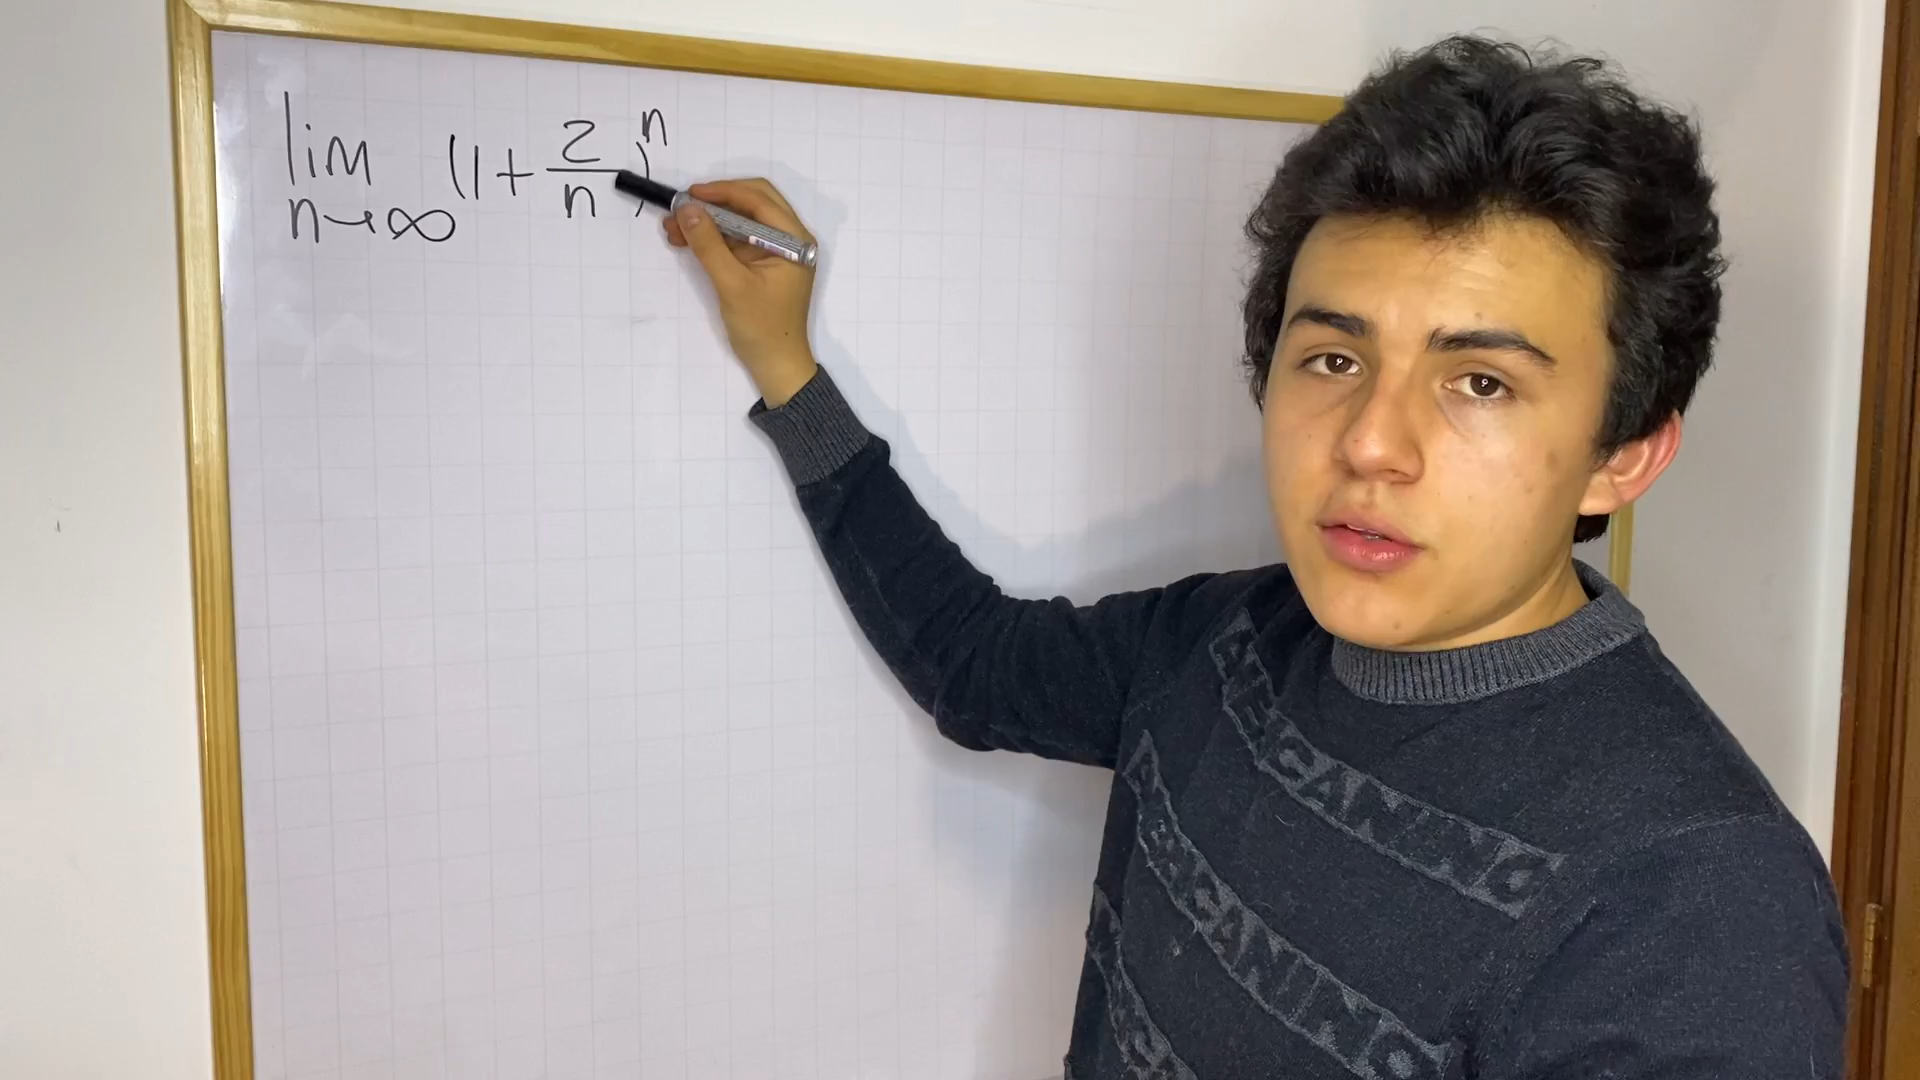 lim (1 + 2/n)^n
n→∞